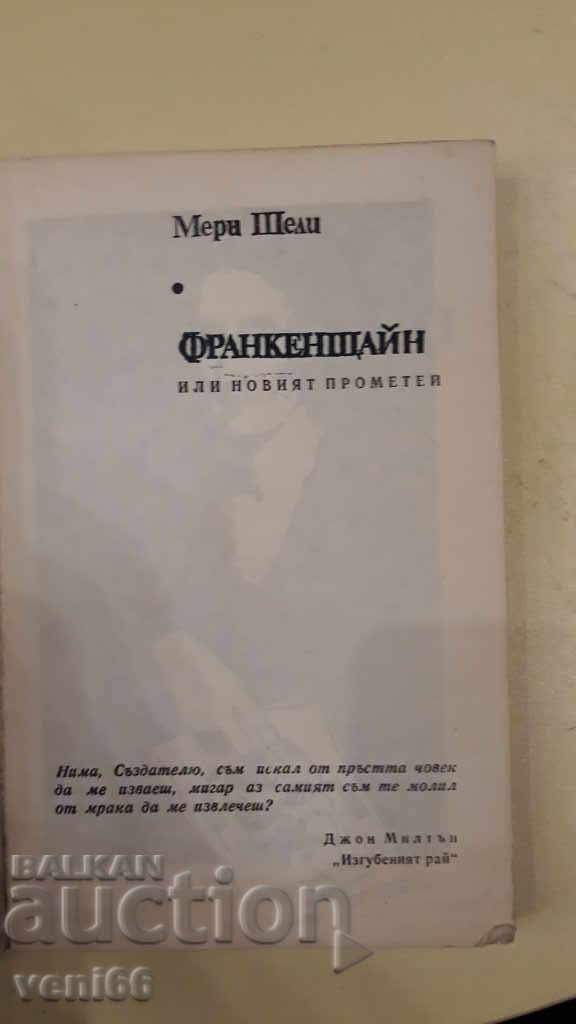 Мери Шели
ФРАНКЕНЩАЙН
ИЛИ НОВИЯТ ПРОМЕТЕЙ
Нима, Създателю, съм искал от пръстта човек
да ме изваеш, мигар аз самият съм те молил
от мрака да ме извлечеш?
Джон Милтън
„Изгубеният рай“
BALKAN
auction
veni66